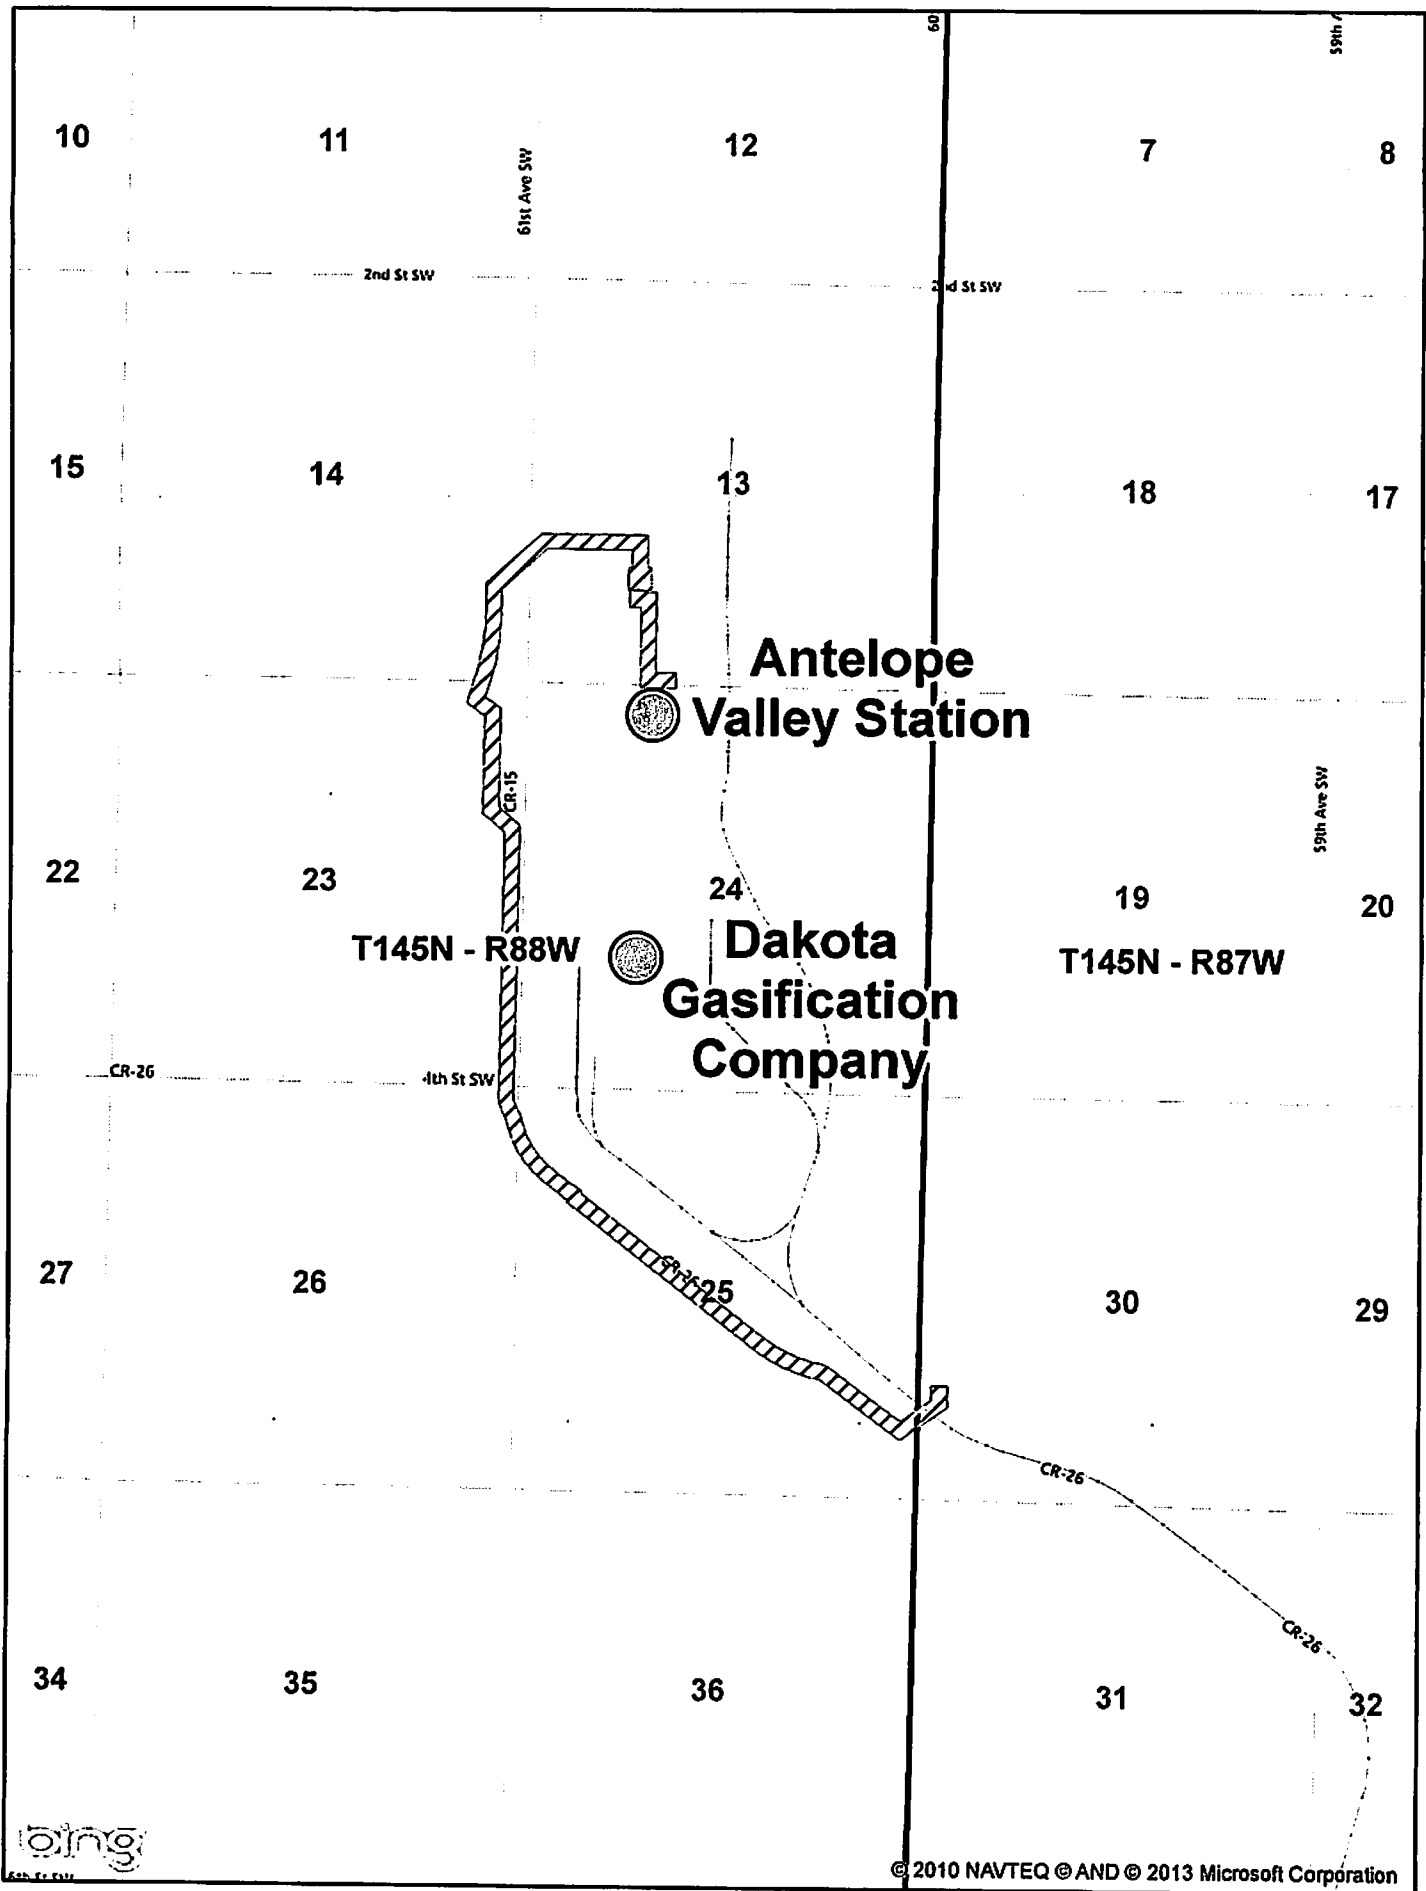 60
59th A
10
11
12
7
8
61st Ave SW
2nd St SW
2nd St SW
15
14
13
18
17
Antelope
Valley Station
CR-15
59th Ave SW
22
23
24
19
20
T145N - R88W
Dakota
Gasification
Company
T145N - R87W
CR-26
4th St SW
27
26
CR-26
25
30
29
CR-26
CR-26
34
35
36
31
32
bing
© 2010 NAVTEQ © AND © 2013 Microsoft Corporation